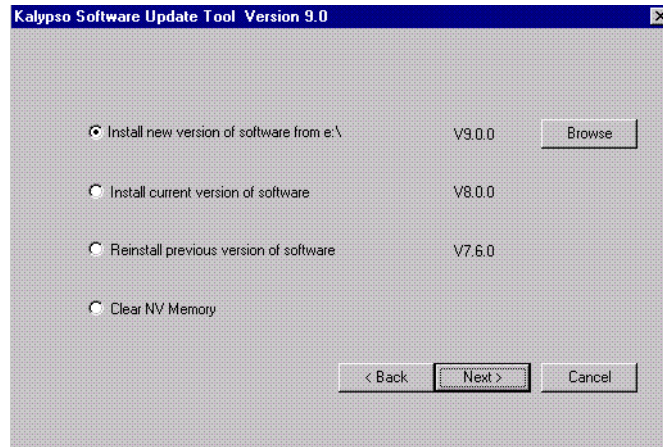 Kalypso Software Update Tool Version 9.0
Install new version of software from e:\ V9.0.0 Browse
Install current version of software V8.0.0
Reinstall previous version of software V7.6.0
Clear NV Memory
< Back Next > Cancel